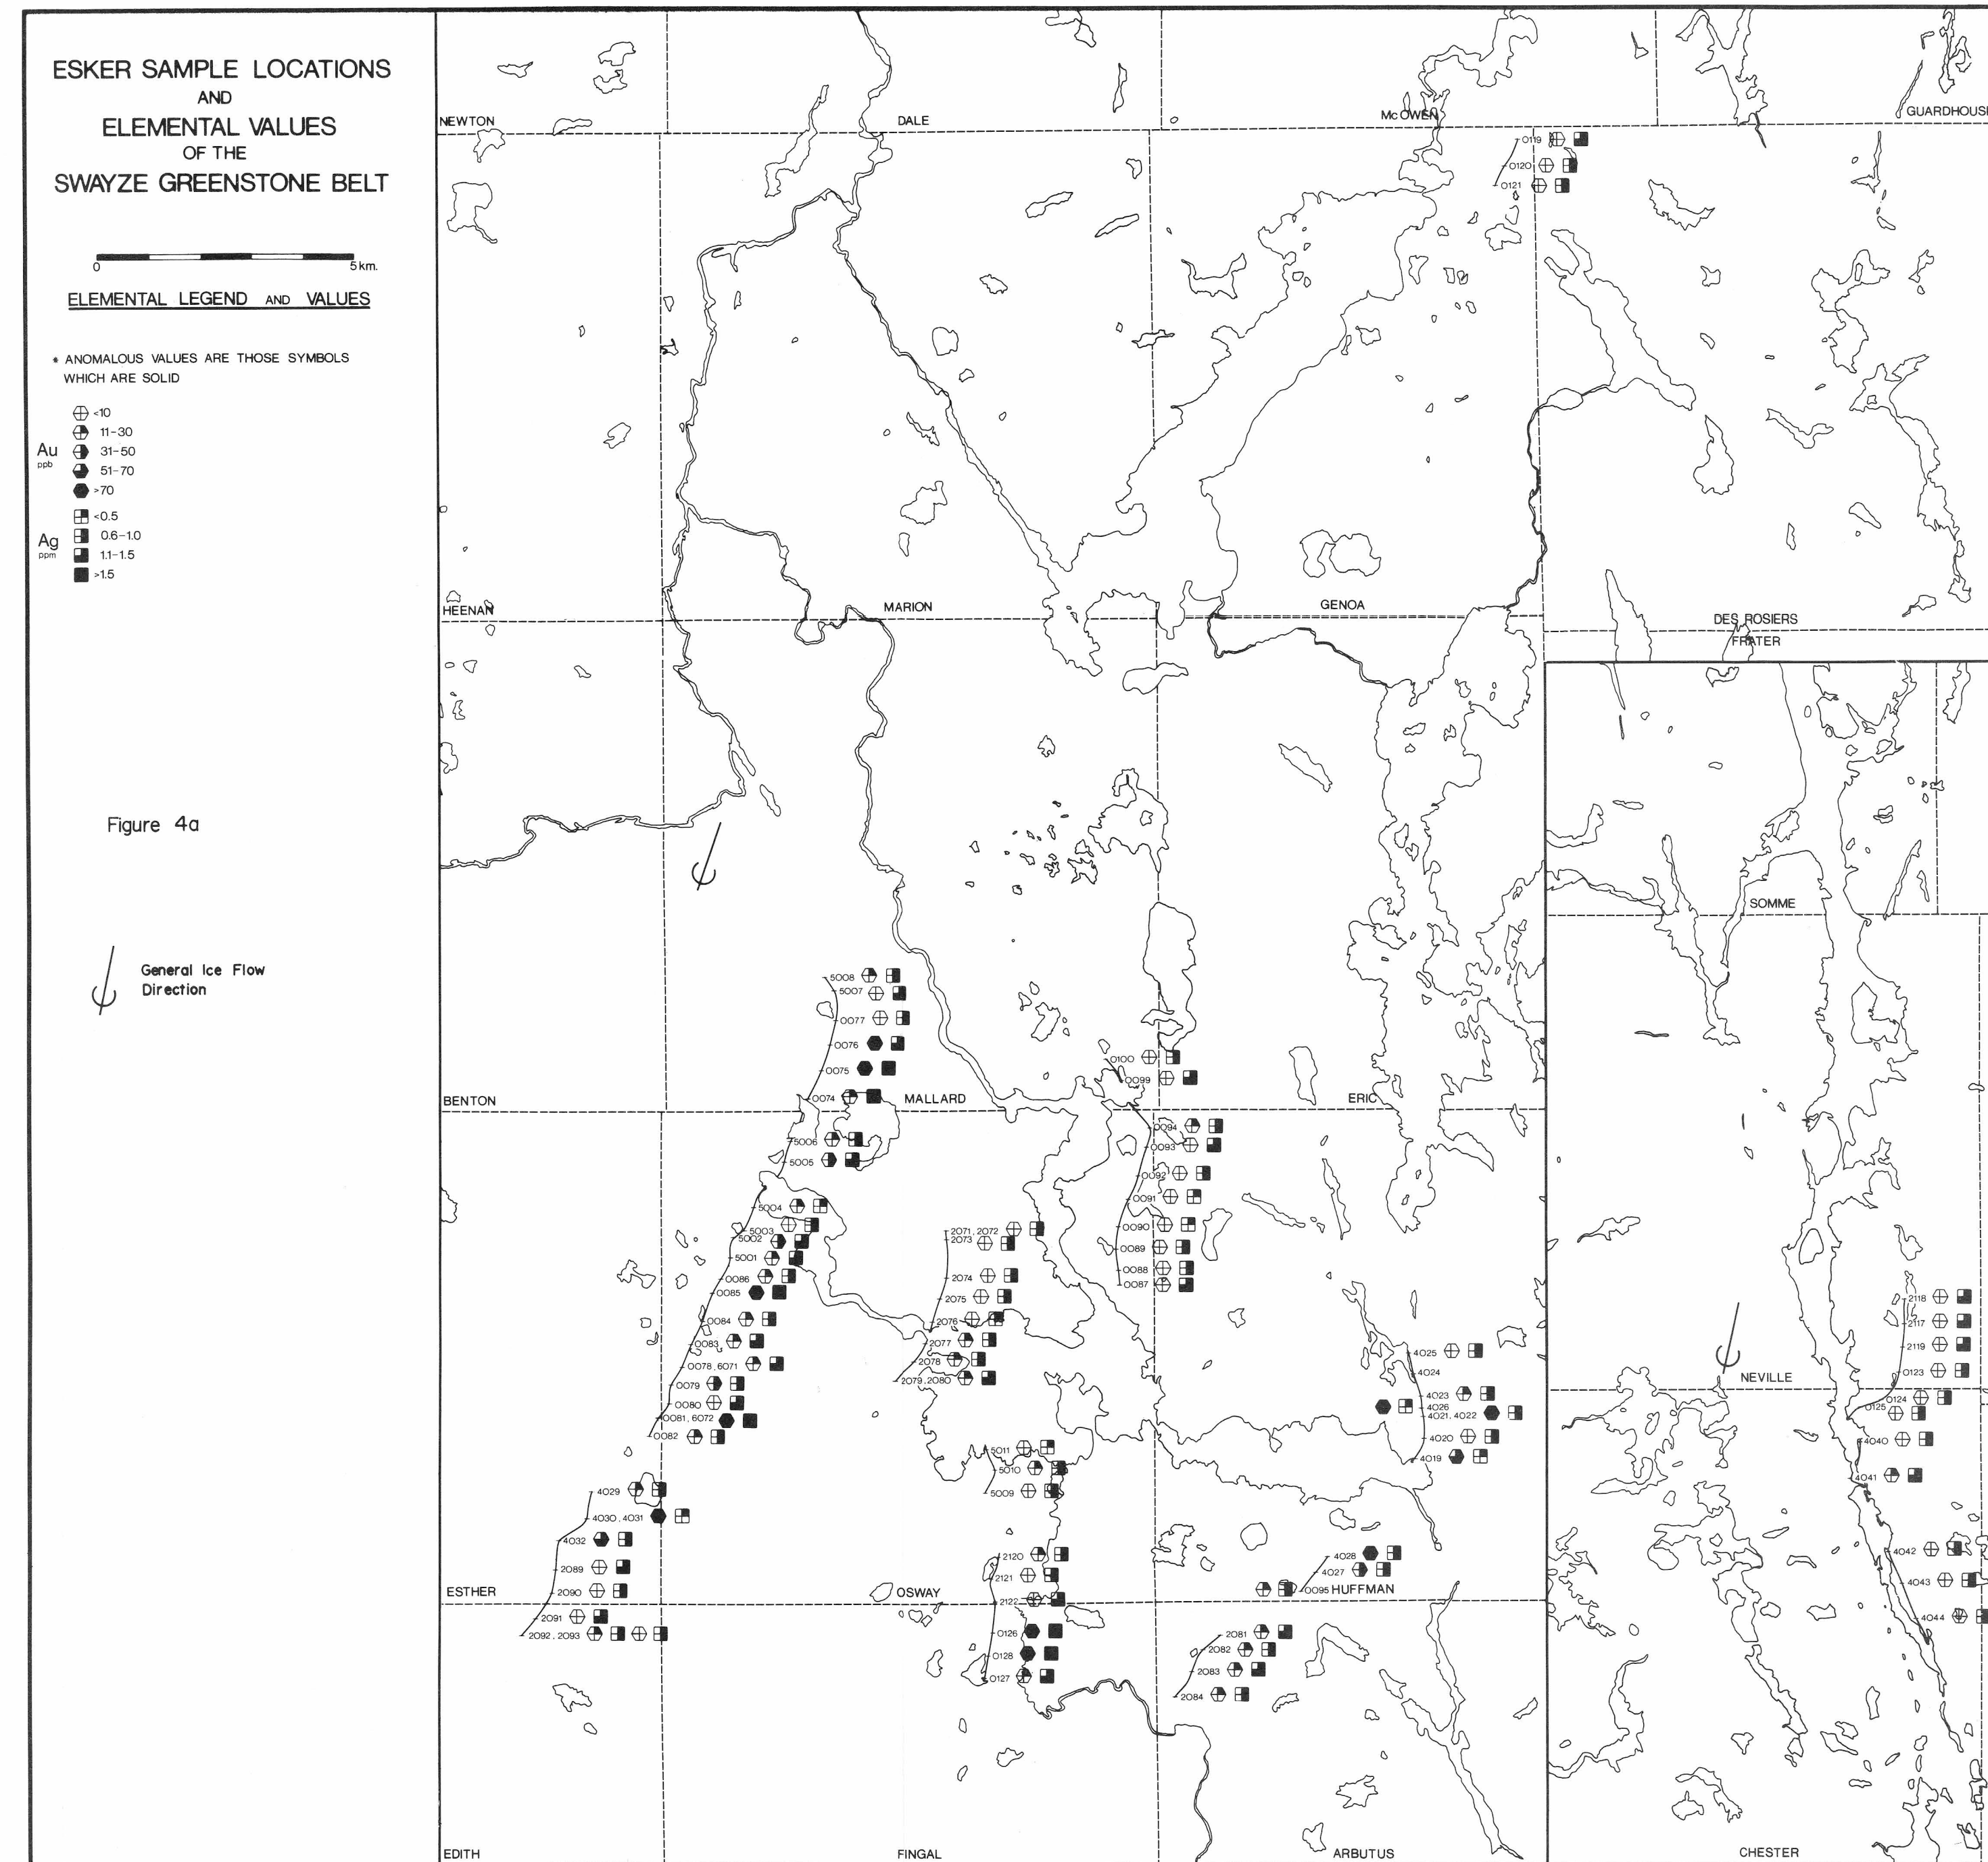 ESKER SAMPLE LOCATIONS
AND
ELEMENTAL VALUES
OF THE
SWAYZE GREENSTONE BELT
0 5 km.
ELEMENTAL LEGEND AND VALUES
* ANOMALOUS VALUES ARE THOSE SYMBOLS
WHICH ARE SOLID
Au
ppb
<10
11-30
31-50
51-70
>70
Ag
ppm
<0.5
0.6-1.0
1.1-1.5
>1.5
Figure 4a
General Ice Flow
Direction
NEWTON
DALE
McOWEN
GUARDHOUS
0119
0120
0121
HEENAN
MARION
GENOA
DES ROSIERS
FRATER
SOMME
5008
5007
0077
0076
0075
0074
0100
0099
BENTON
MALLARD
ERIC
5006
5005
5004
5003
5002
5001
0086
0085
0084
0083
0078, 6071
0079
0080
0081, 6072
0082
0094
0093
0092
0091
0090
0089
0088
0087
2071, 2072
2073
2074
2075
2076
2077
2078
2079, 2080
4025
4024
4023
4026
4021, 4022
4020
4019
2118
2117
2119
0123
NEVILLE
0124
0125
4040
4041
4042
4043
4044
5011
5010
5009
4029
4030, 4031
4032
2089
2090
2091
2092, 2093
2120
2121
2122
0126
0128
0127
4028
4027
0095
ESTHER
OSWAY
HUFFMAN
2081
2082
2083
2084
EDITH
FINGAL
ARBUTUS
CHESTER